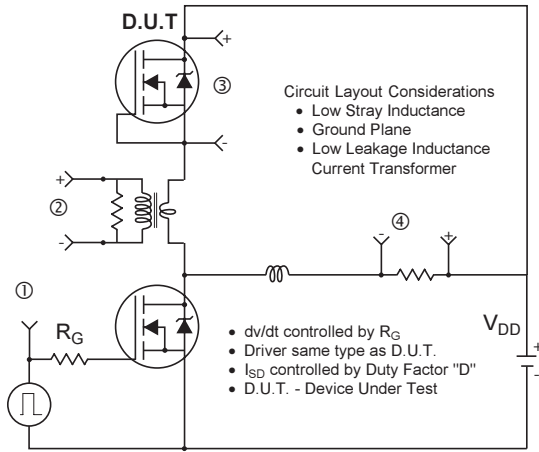 D.U.T
+
③
-
Circuit Layout Considerations
• Low Stray Inductance
• Ground Plane
• Low Leakage Inductance
Current Transformer
+
②
-
④
- +
①
R_G
• dv/dt controlled by R_G
• Driver same type as D.U.T.
• I_SD controlled by Duty Factor "D"
• D.U.T. - Device Under Test
V_DD
+
-